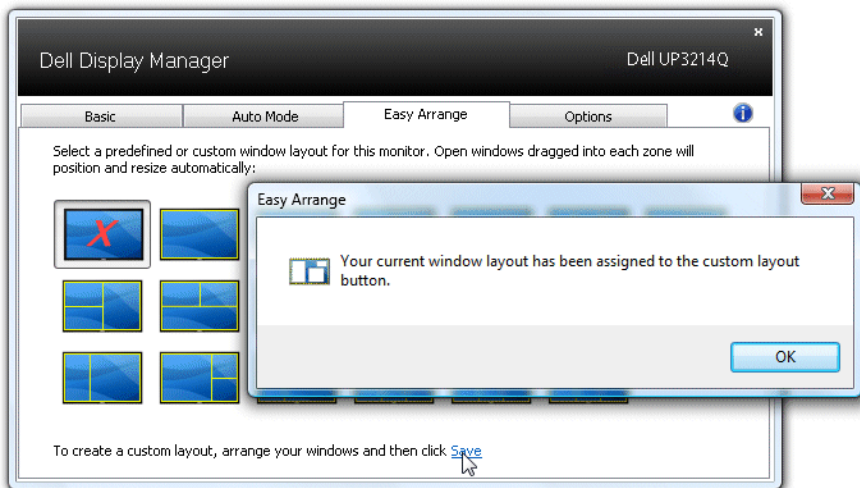 Dell Display Manager
Dell UP3214Q
Basic
Auto Mode
Easy Arrange
Options
Select a predefined or custom window layout for this monitor. Open windows dragged into each zone will
position and resize automatically:
Easy Arrange
Your current window layout has been assigned to the custom layout
button.
OK
To create a custom layout, arrange your windows and then click Save